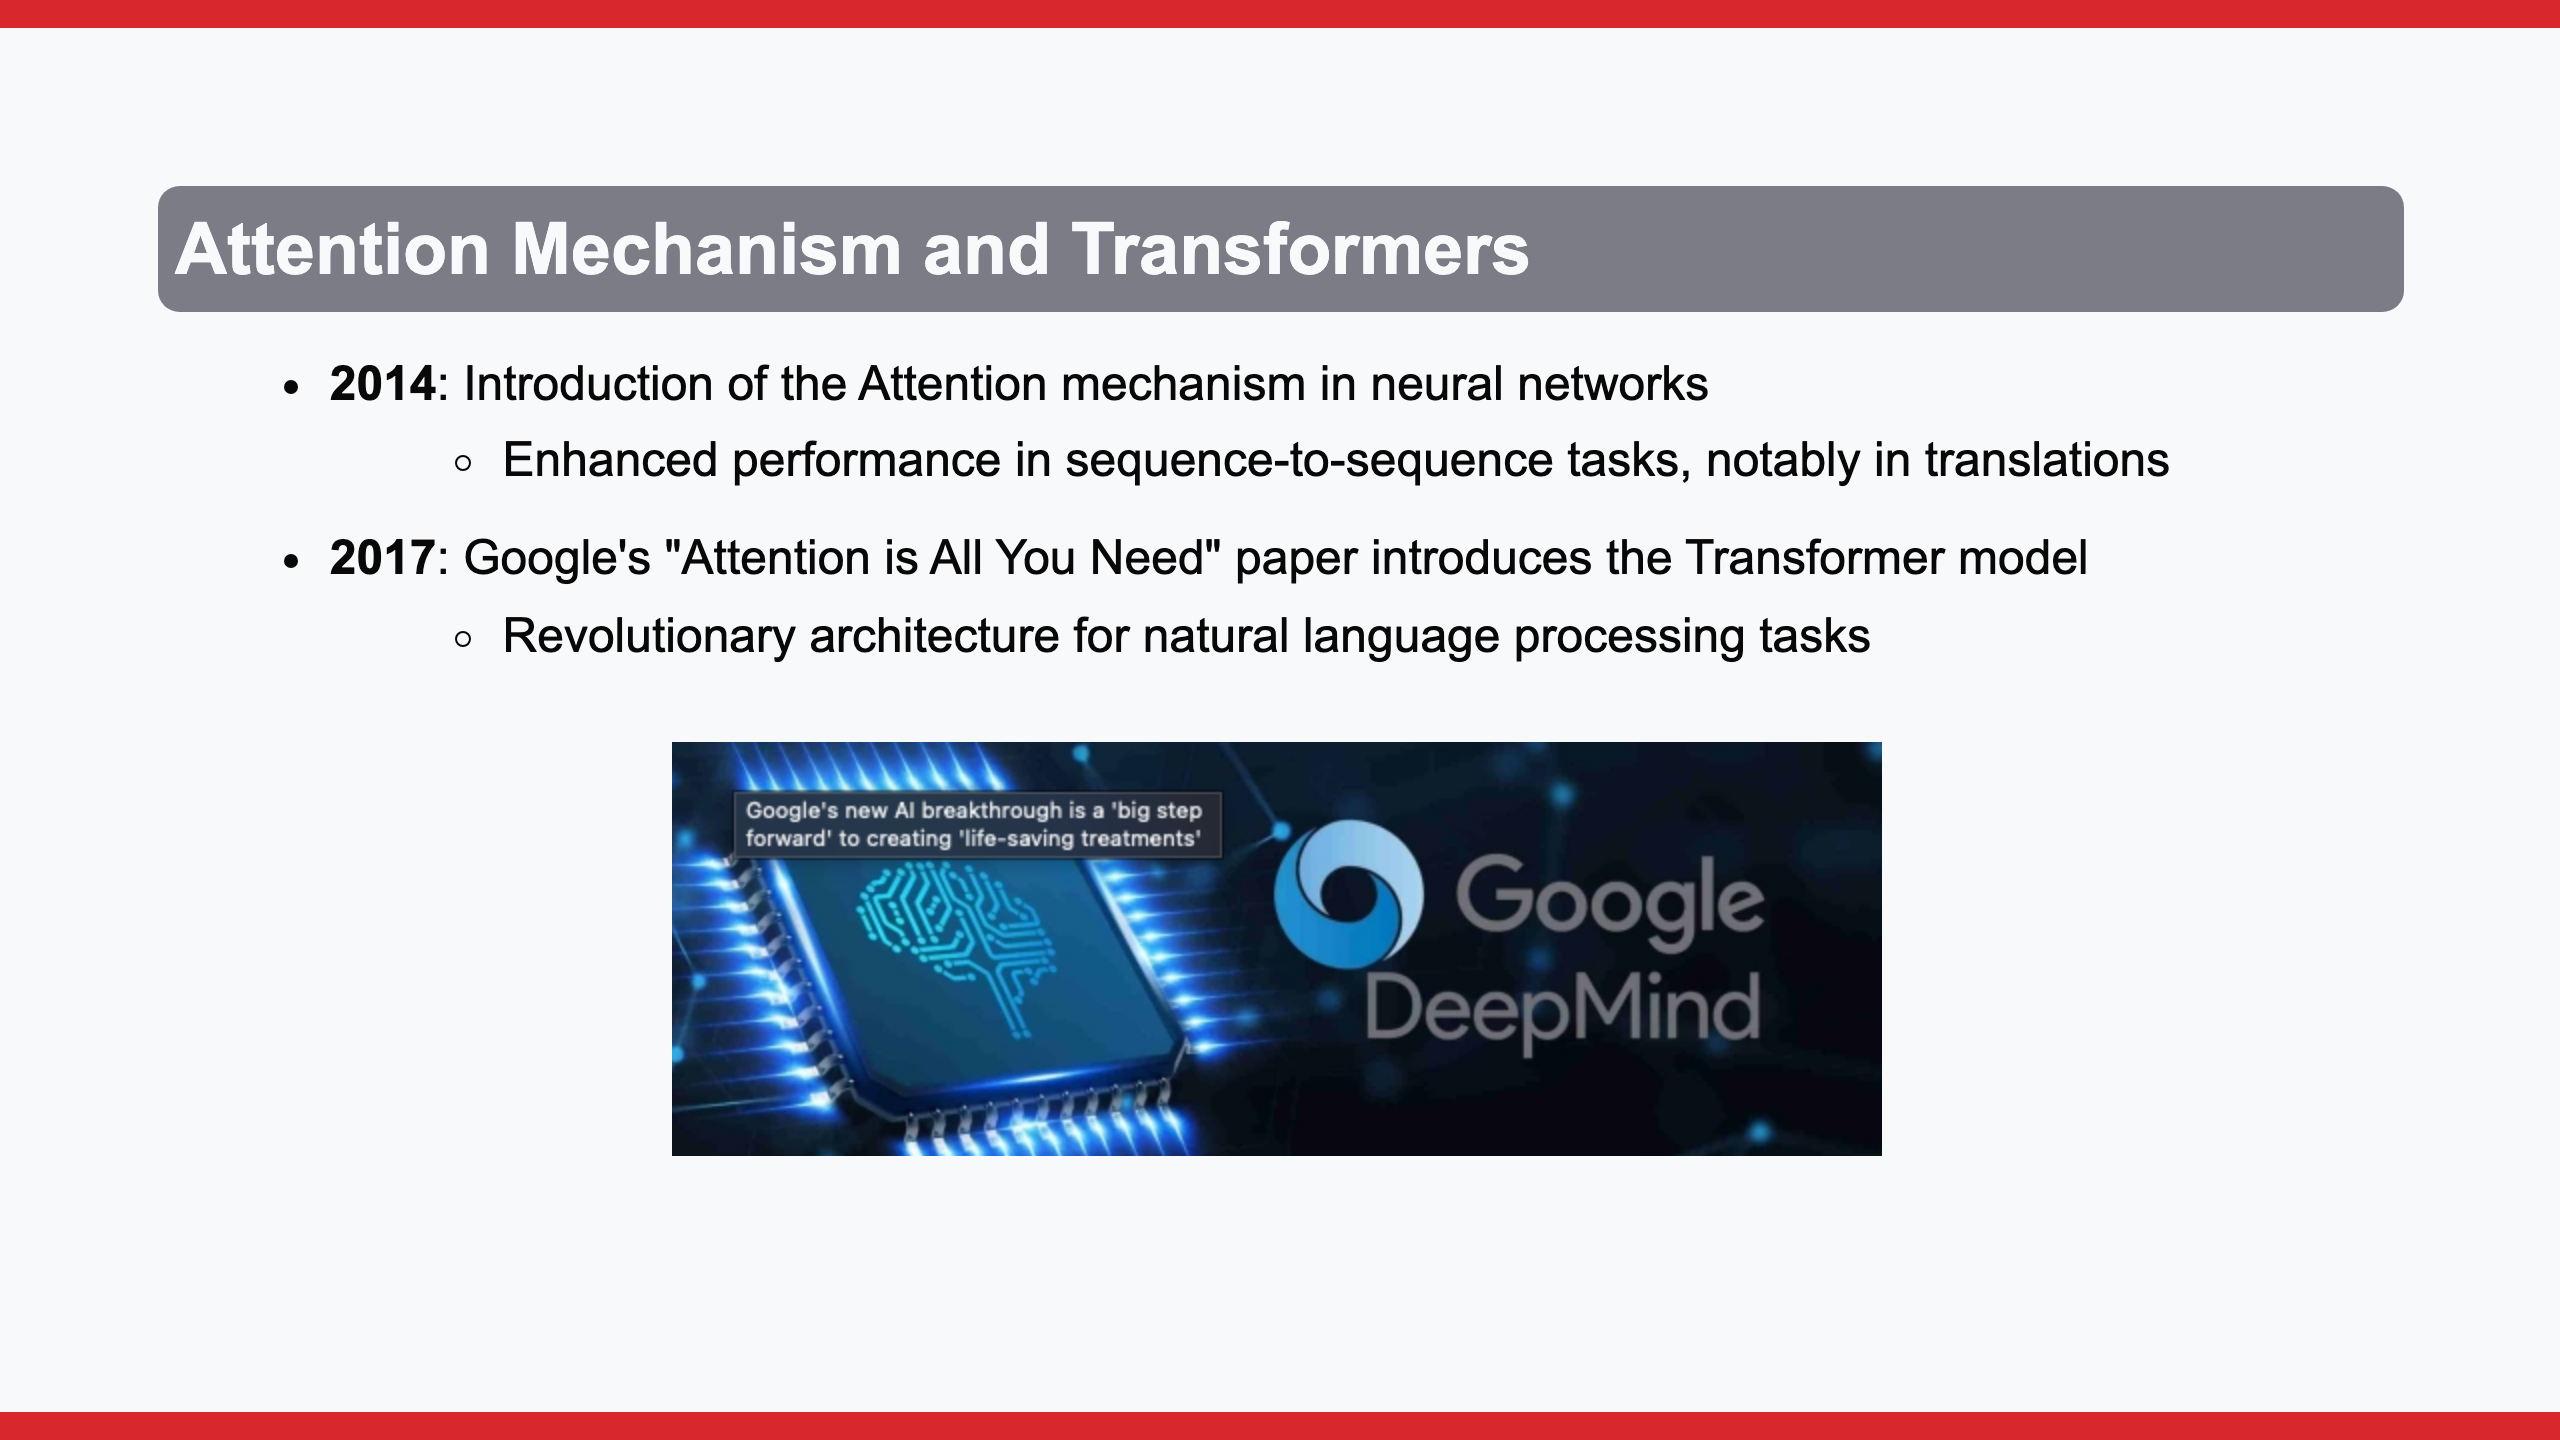 Attention Mechanism and Transformers
• 2014: Introduction of the Attention mechanism in neural networks
○ Enhanced performance in sequence-to-sequence tasks, notably in translations
• 2017: Google's "Attention is All You Need" paper introduces the Transformer model
○ Revolutionary architecture for natural language processing tasks
Google's new AI breakthrough is a 'big step
forward' to creating 'life-saving treatments'
Google
DeepMind